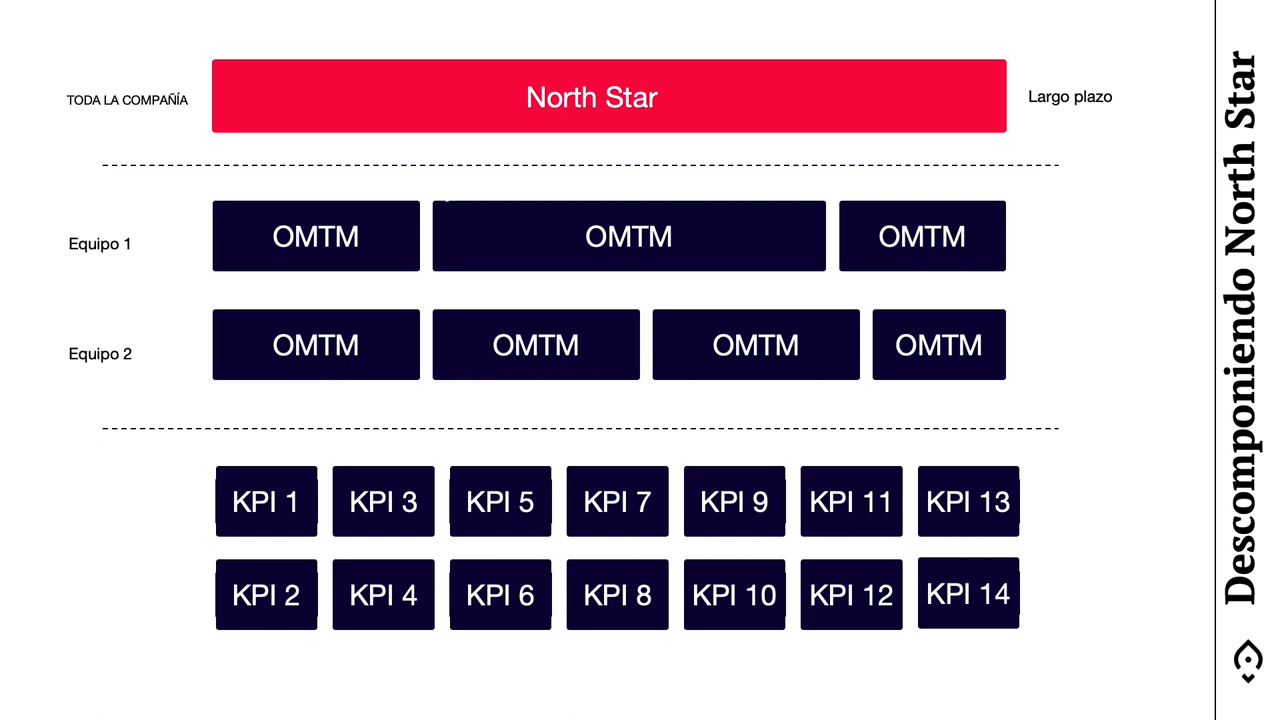 TODA LA COMPAÑÍA
North Star
Largo plazo
Equipo 1
OMTM
OMTM
OMTM
Equipo 2
OMTM
OMTM
OMTM
OMTM
KPI 1
KPI 3
KPI 5
KPI 7
KPI 9
KPI 11
KPI 13
KPI 2
KPI 4
KPI 6
KPI 8
KPI 10
KPI 12
KPI 14
Descomponiendo North Star